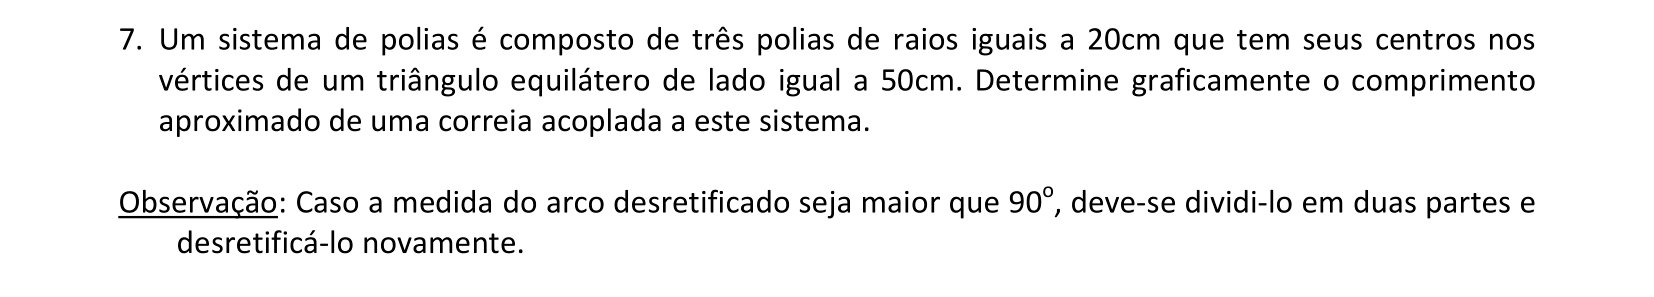 7. Um sistema de polias é composto de três polias de raios iguais a 20cm que tem seus centros nos
vértices de um triângulo equilátero de lado igual a 50cm. Determine graficamente o comprimento
aproximado de uma correia acoplada a este sistema.
Observação: Caso a medida do arco desretificado seja maior que 90º, deve-se dividi-lo em duas partes e
desretificá-lo novamente.